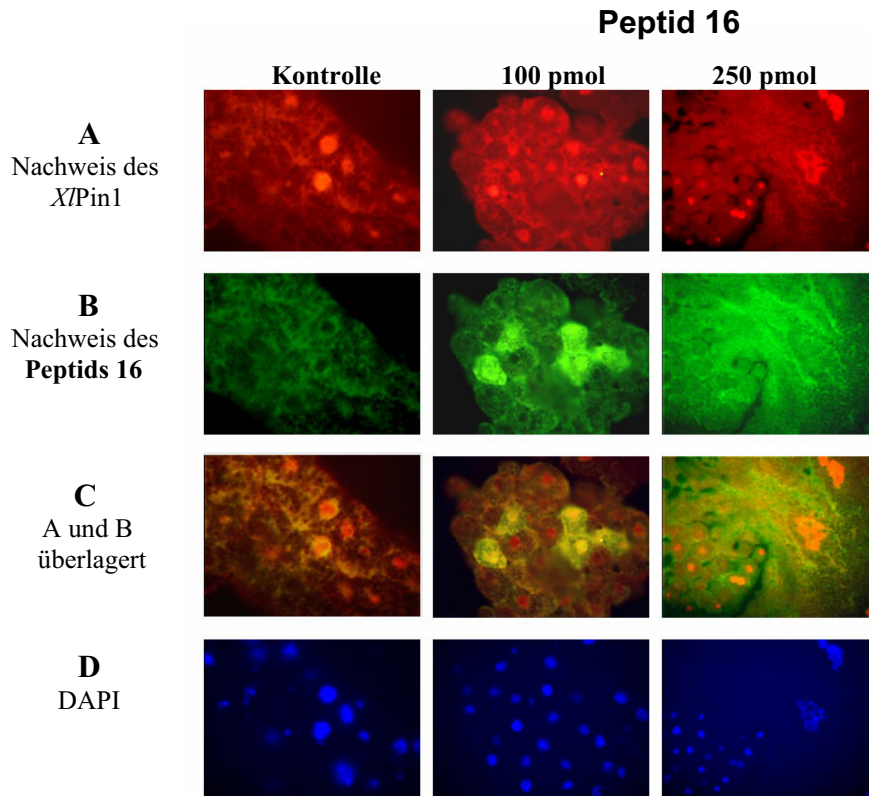 Peptid 16
Kontrolle
100 pmol
250 pmol
A
Nachweis des
XlPin1
B
Nachweis des
Peptids 16
C
A und B
überlagert
D
DAPI